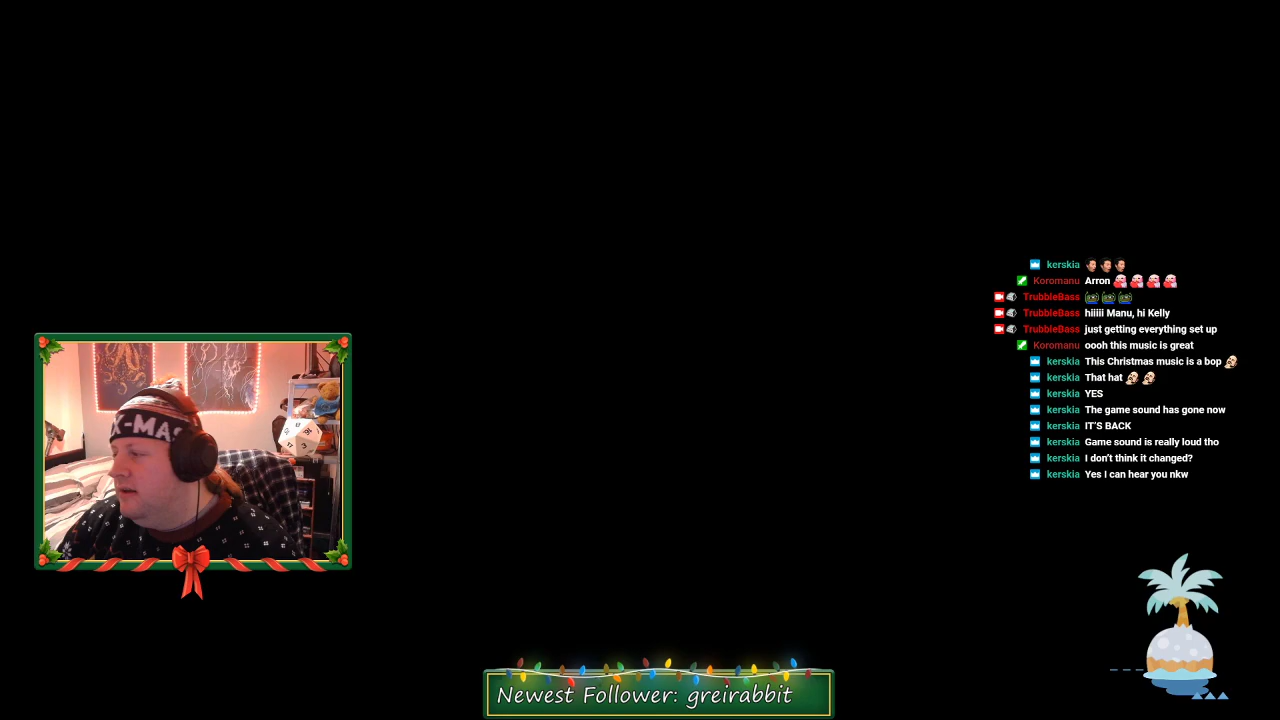 kerskia
Koromanu Arron
TrubbleBass
TrubbleBass hiiiii Manu, hi Kelly
TrubbleBass just getting everything set up
Koromanu oooh this music is great
kerskia This Christmas music is a bop
kerskia That hat
kerskia YES
kerskia The game sound has gone now
kerskia IT'S BACK
kerskia Game sound is really loud tho
kerskia I don't think it changed?
kerskia Yes I can hear you nkw
X-MAS
Newest Follower: greirabbit